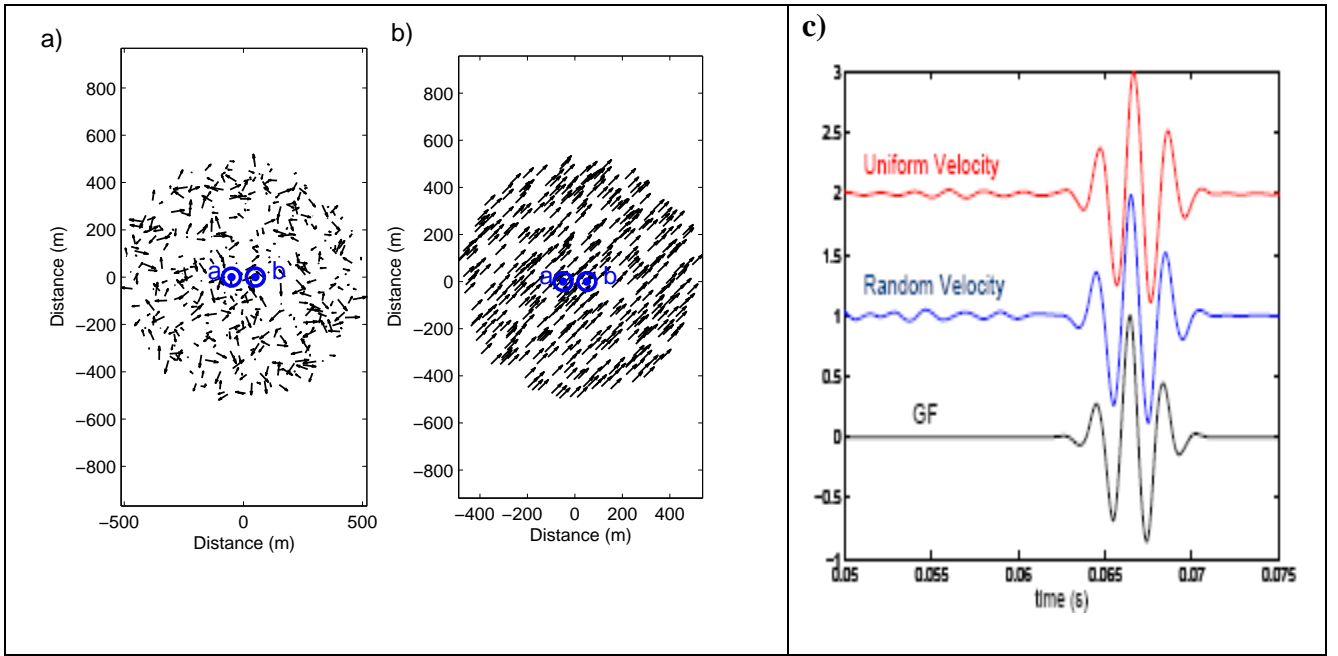 a)
800
600
400
200
0
−200
−400
−600
−800
−500
0
500
Distance (m)
Distance (m)
a
b
b)
800
600
400
200
0
−200
−400
−600
−800
−400 −200 0 200 400
Distance (m)
Distance (m)
a
b
c)
3
2.5
2
1.5
1
0.5
0
−0.5
−1
Uniform Velocity
Random Velocity
GF
0.05 0.055 0.06 0.065 0.07 0.075
time (s)